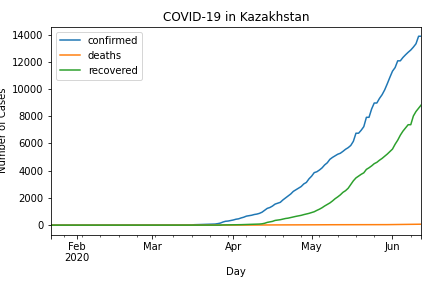 COVID-19 in Kazakhstan
confirmed
deaths
recovered
14000
12000
10000
8000
6000
4000
2000
0
Number of Cases
Feb
2020
Mar
Apr
May
Jun
Day